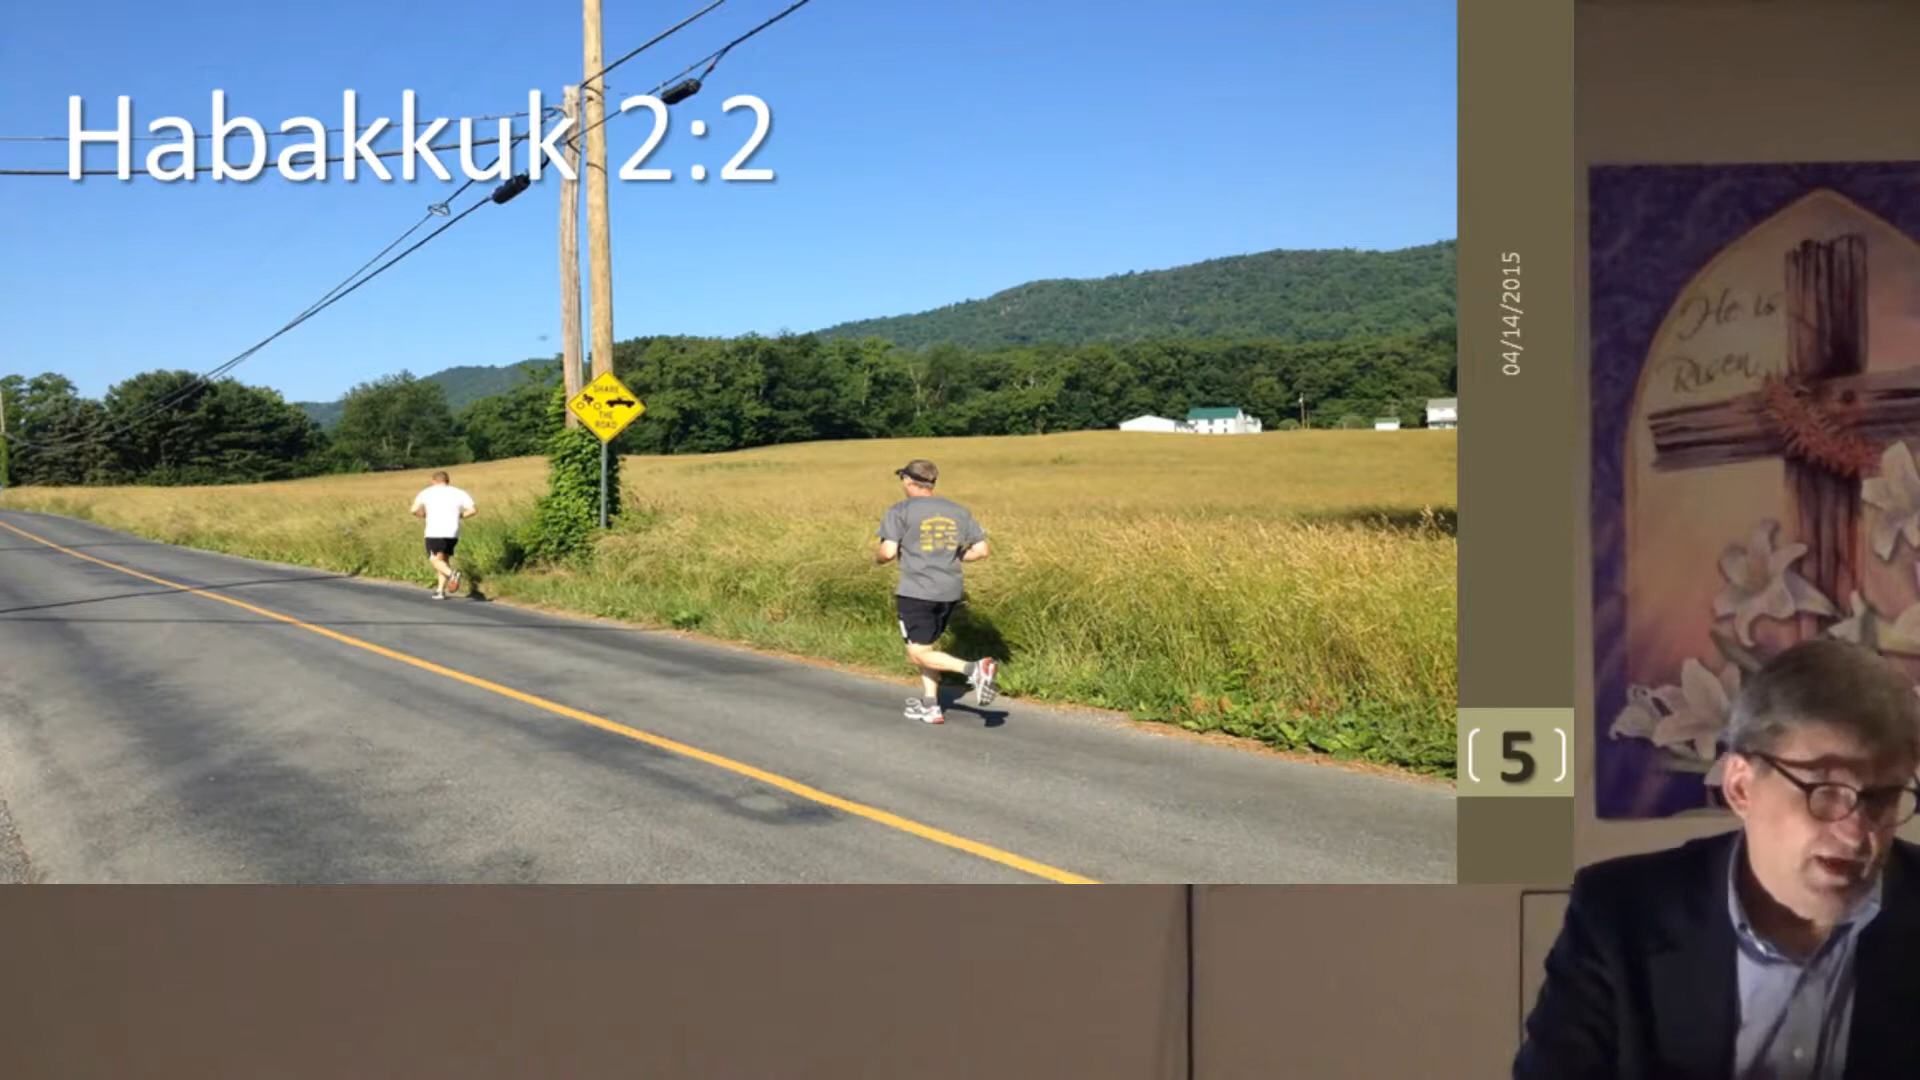 Habakkuk 2:2
SHARE
THE
ROAD
04/14/2015
5
He is
Risen...